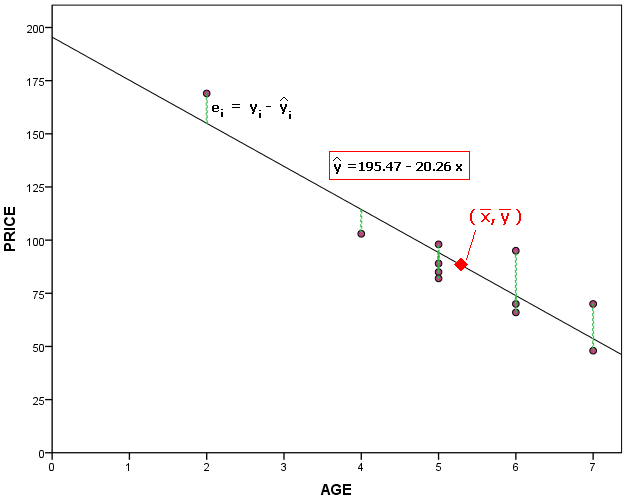 200
175
150
125
100
75
50
25
0
PRICE
eᵢ = yᵢ - ŷᵢ
ŷ =195.47 - 20.26 x
( x̅, y̅ )
0 1 2 3 4 5 6 7
AGE